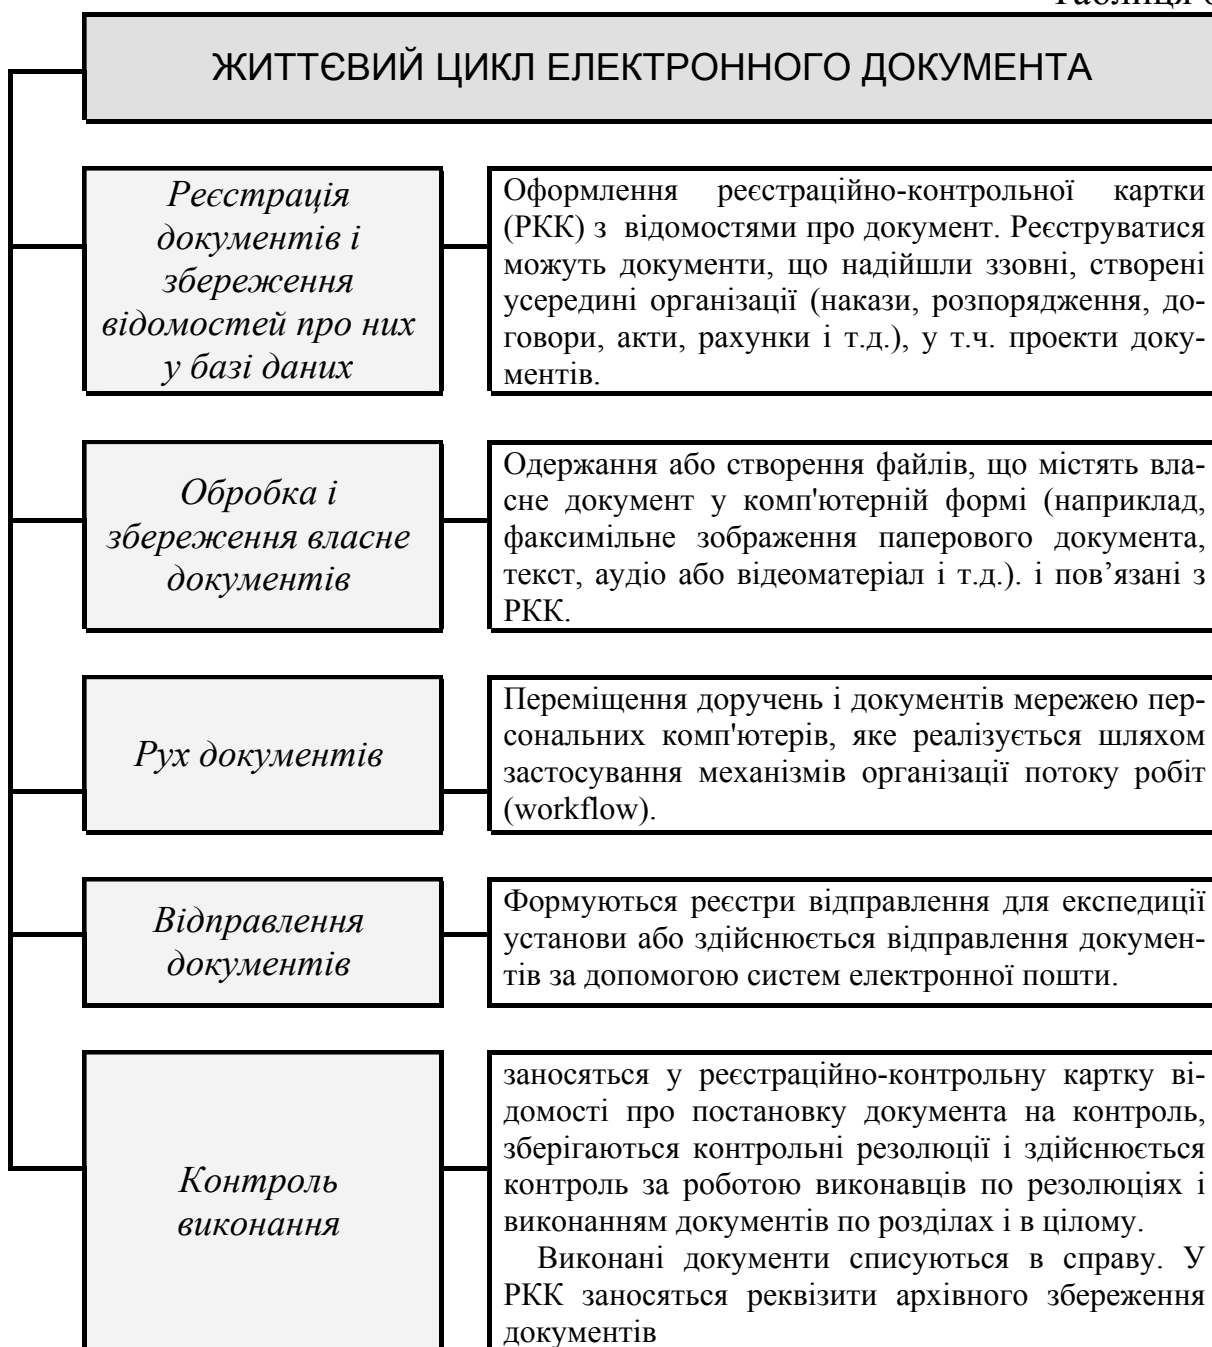 Таблиця
ЖИТТЄВИЙ ЦИКЛ ЕЛЕКТРОННОГО ДОКУМЕНТА
Реєстрація
документів і
збереження
відомостей про них
у базі даних
Оформлення реєстраційно-контрольної картки
(РКК) з відомостями про документ. Реєструватися
можуть документи, що надійшли ззовні, створені
усередині організації (накази, розпорядження, до-
говори, акти, рахунки і т.д.), у т.ч. проекти доку-
ментів.
Обробка і
збереження власне
документів
Одержання або створення файлів, що містять вла-
сне документ у комп'ютерній формі (наприклад,
факсимільне зображення паперового документа,
текст, аудіо або відеоматеріал і т.д.). і пов’язані з
РКК.
Рух документів
Переміщення доручень і документів мережею пер-
сональних комп'ютерів, яке реалізується шляхом
застосування механізмів організації потоку робіт
(workflow).
Відправлення
документів
Формуються реєстри відправлення для експедиції
установи або здійснюється відправлення докумен-
тів за допомогою систем електронної пошти.
Контроль
виконання
заносяться у реєстраційно-контрольну картку ві-
домості про постановку документа на контроль,
зберігаються контрольні резолюції і здійснюється
контроль за роботою виконавців по резолюціях і
виконанням документів по розділах і в цілому.
Виконані документи списуються в справу. У
РКК заносяться реквізити архівного збереження
документів